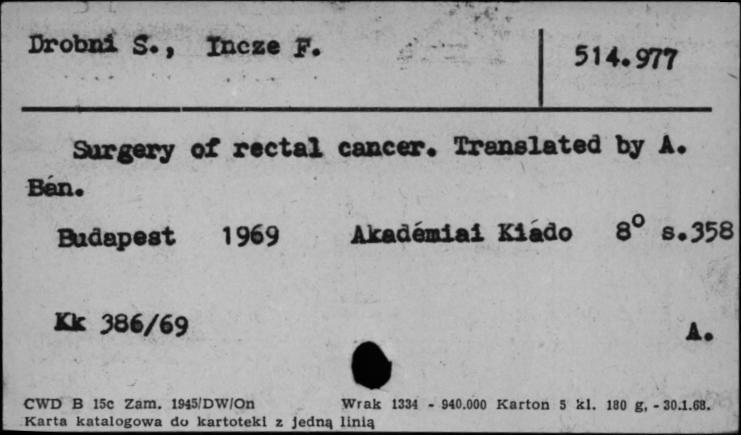 Drobni S., Incze F.
514.977
Surgery of rectal cancer. Translated by A.
Bán.
Budapest 1969 Akadémiai Kiádo 8° s.358
Kk 386/69
A.
CWD B 15c Zam. 1945/DW/On Wrak 1334 - 940.000 Karton 5 kl. 180 g, - 30.1.68.
Karta katalogowa do kartoteki z jedną linią